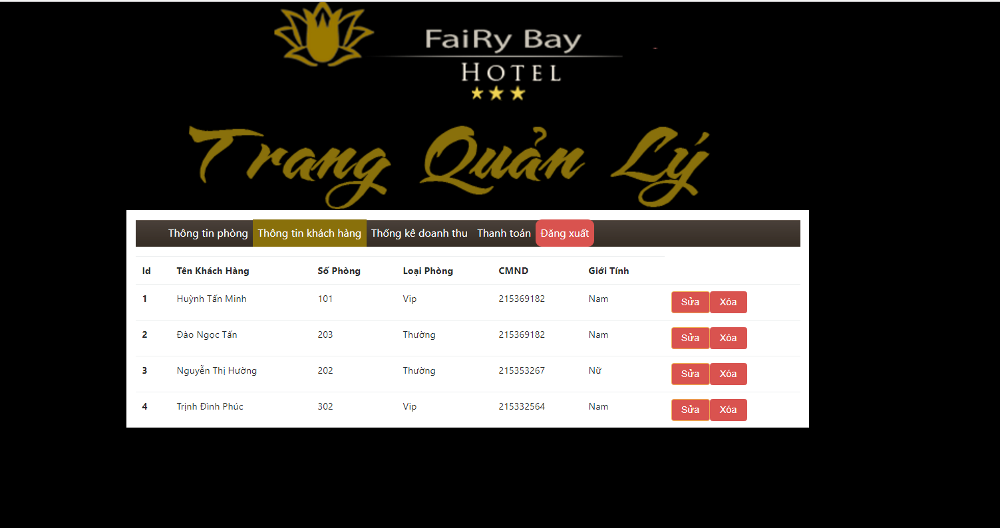 FaiRy Bay
HOTEL
Trang Quản Lý
Thông tin phòng Thông tin khách hàng Thống kê doanh thu Thanh toán Đăng xuất
Id Tên Khách Hàng Số Phòng Loại Phòng CMND Giới Tính
1 Huỳnh Tấn Minh 101 Vip 215369182 Nam Sửa Xóa
2 Đào Ngọc Tấn 203 Thường 215369182 Nam Sửa Xóa
3 Nguyễn Thị Hường 202 Thường 215353267 Nữ Sửa Xóa
4 Trịnh Đình Phúc 302 Vip 215332564 Nam Sửa Xóa